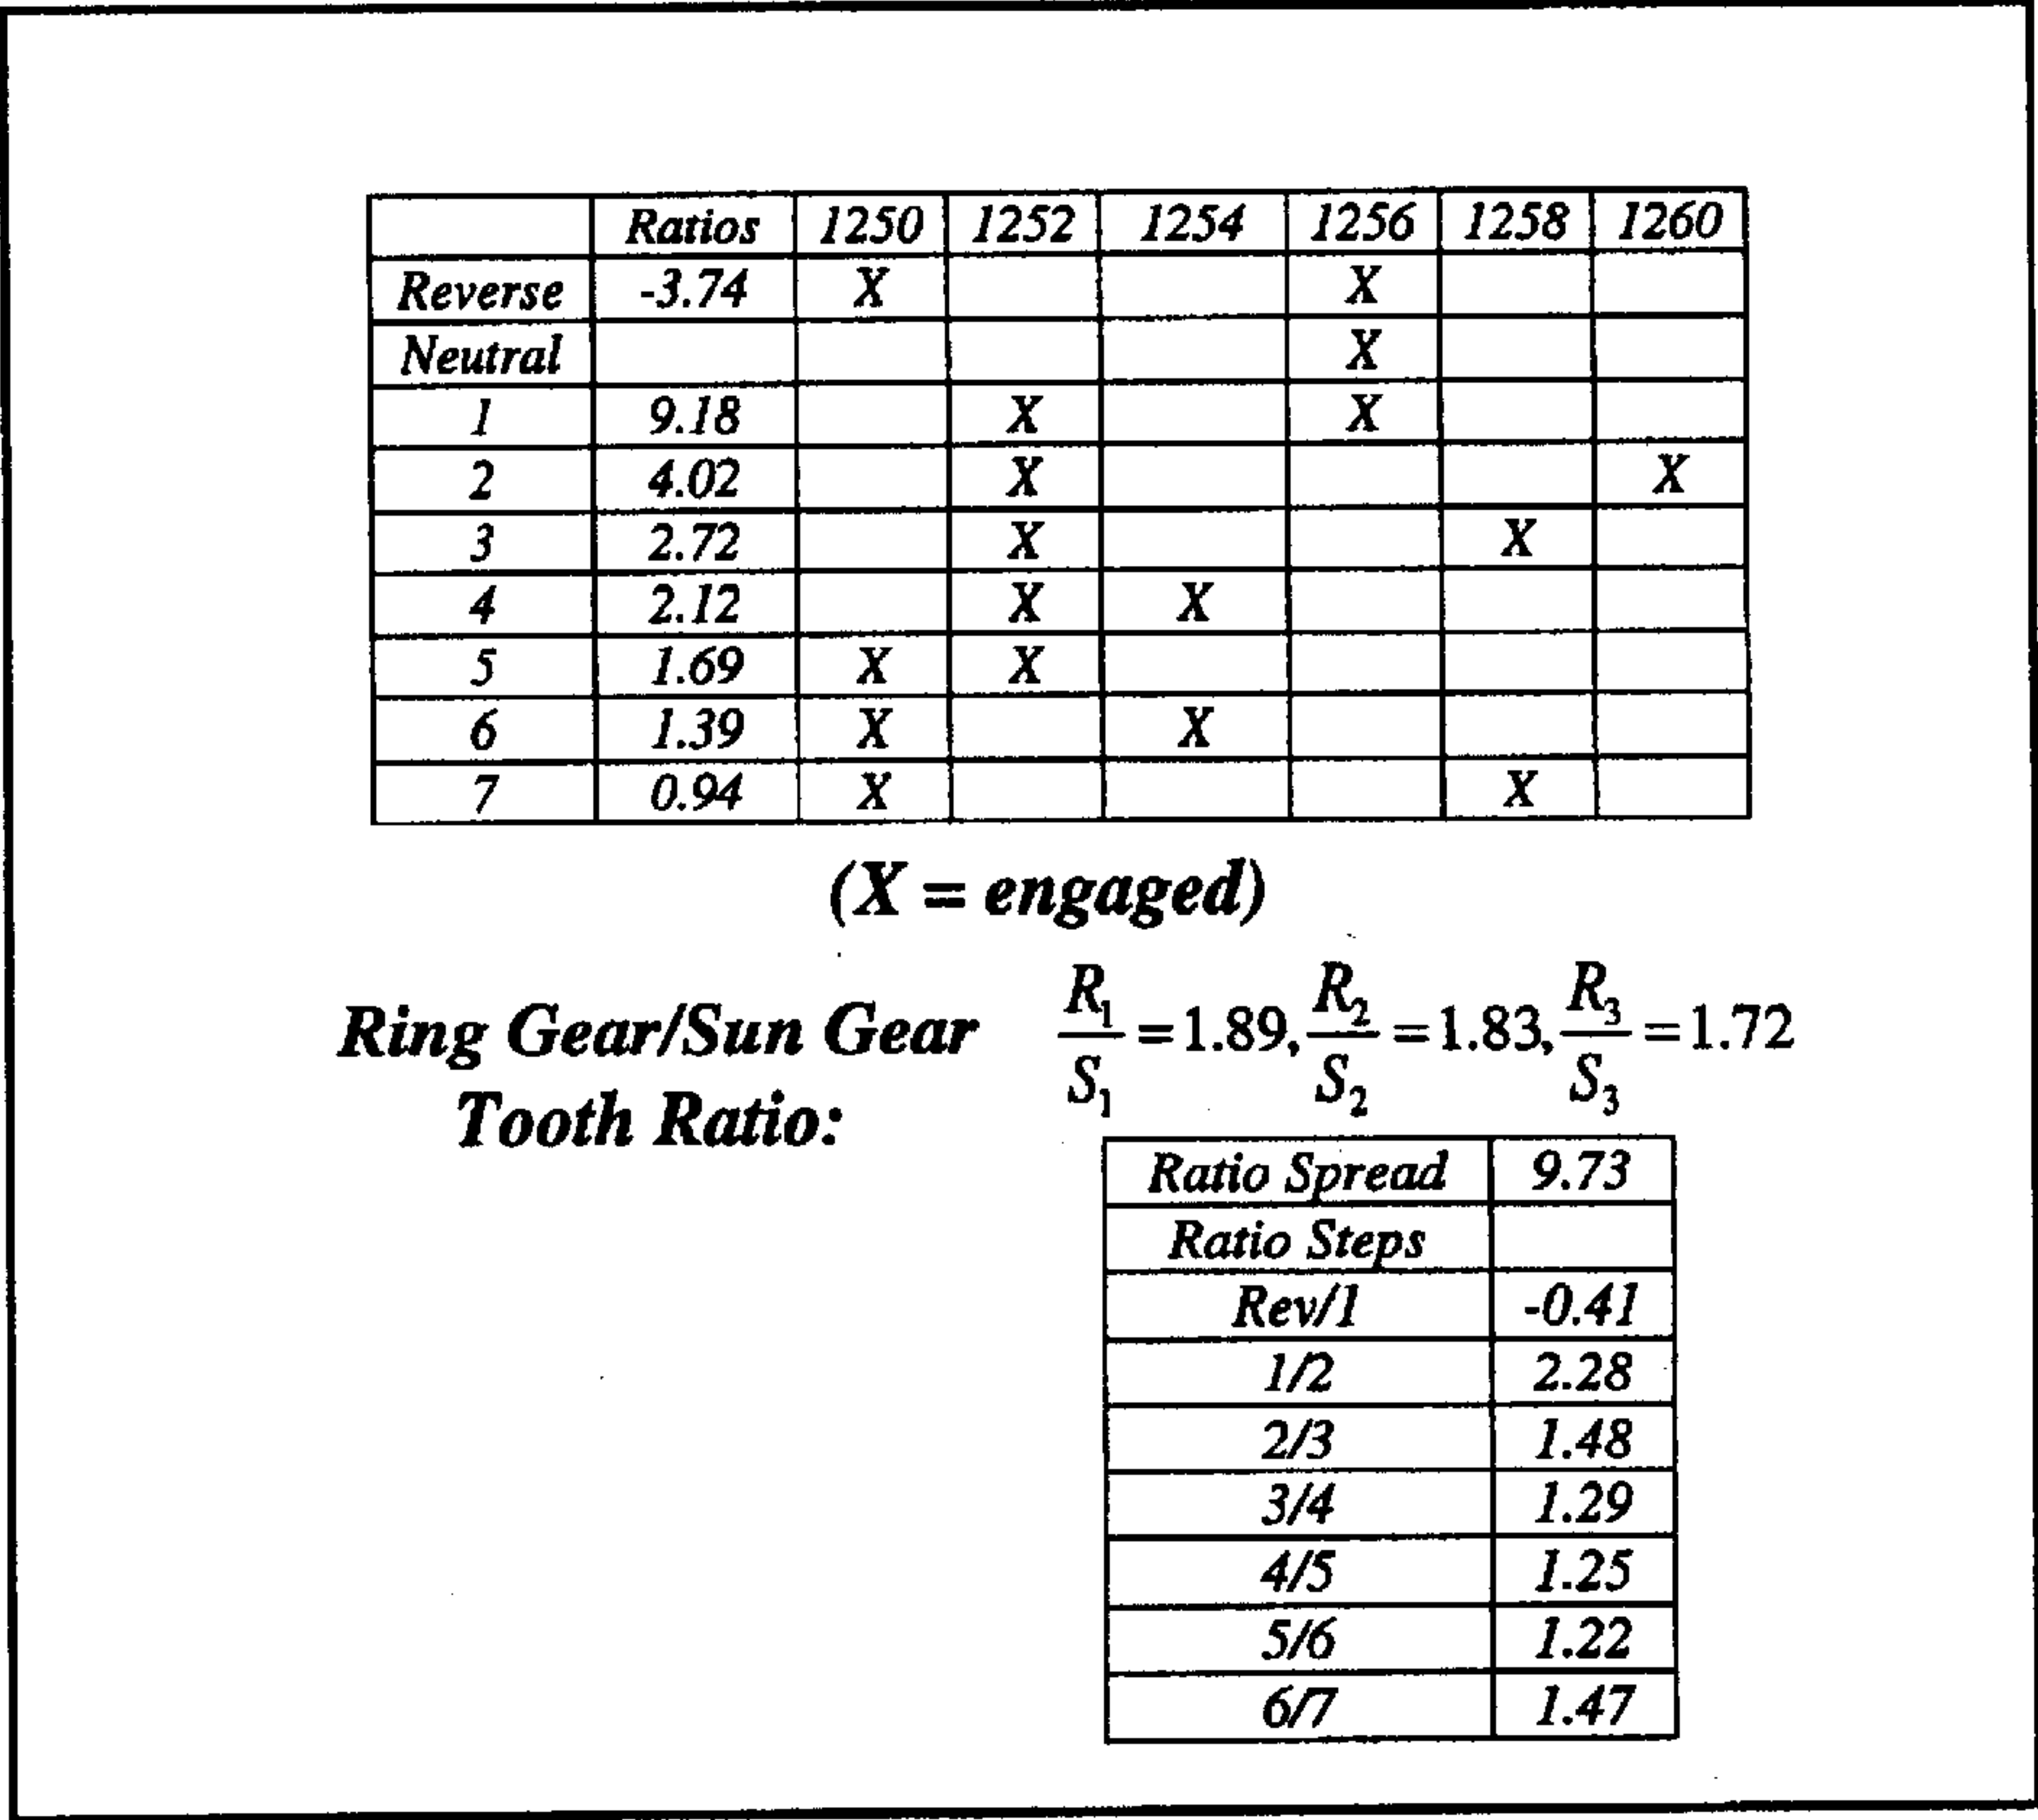 Ratios 1250 1252 1254 1256 1258 1260
Reverse -3.74 X X
Neutral X
1 9.18 X X
2 4.02 X X
3 2.72 X X
4 2.12 X X
5 1.69 X X
6 1.39 X X
7 0.94 X X
(X = engaged)
Ring Gear/Sun Gear R₁/S₁ = 1.89, R₂/S₂ = 1.83, R₃/S₃ = 1.72
Tooth Ratio:
Ratio Spread 9.73
Ratio Steps
Rev/1 -0.41
1/2 2.28
2/3 1.48
3/4 1.29
4/5 1.25
5/6 1.22
6/7 1.47